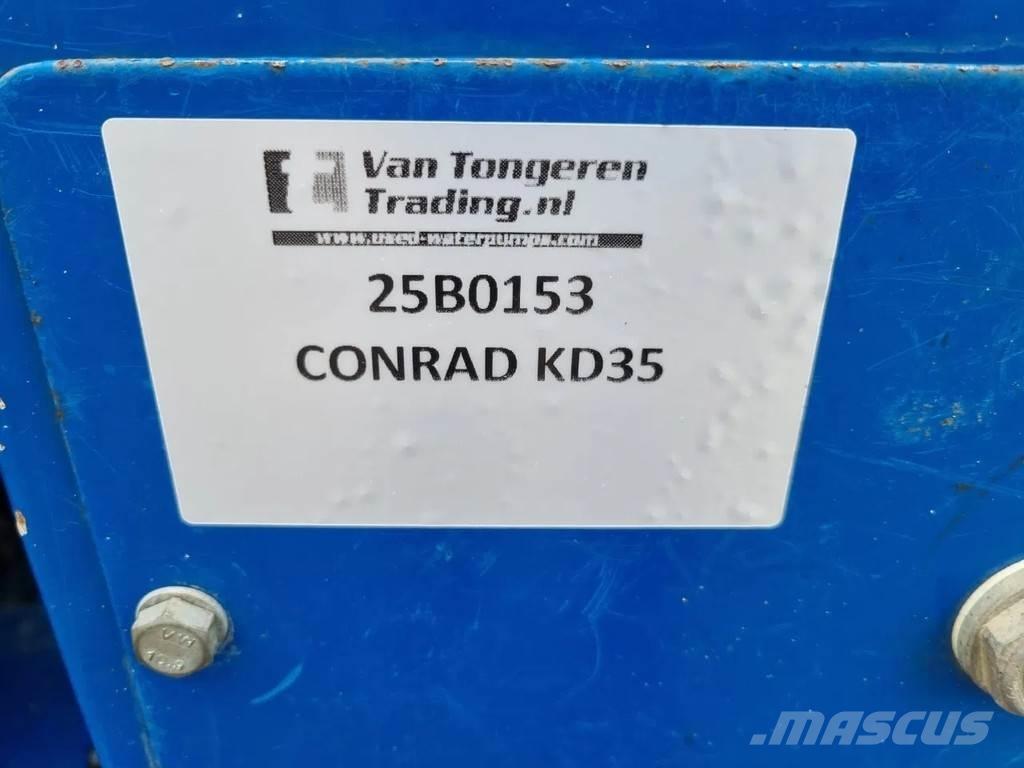 Van Tongeren
Trading.nl
www.used-waterpumps.com
25B0153
CONRAD KD35
MASCUS